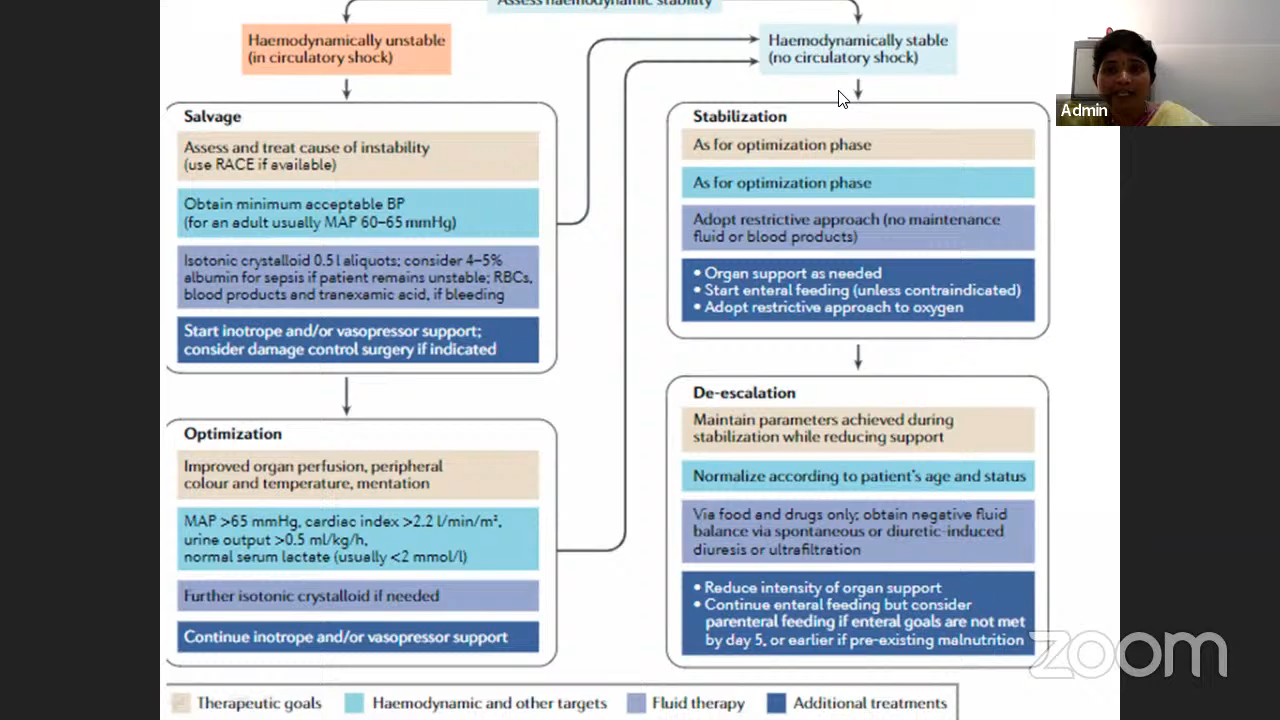 Assess haemodynamic stability
Haemodynamically unstable
(in circulatory shock)
Haemodynamically stable
(no circulatory shock)
Admin
Salvage
Assess and treat cause of instability
(use RACE if available)
Obtain minimum acceptable BP
(for an adult usually MAP 60–65 mmHg)
Isotonic crystalloid 0.5 l aliquots; consider 4–5%
albumin for sepsis if patient remains unstable; RBCs,
blood products and tranexamic acid, if bleeding
Start inotrope and/or vasopressor support;
consider damage control surgery if indicated
Optimization
Improved organ perfusion, peripheral
colour and temperature, mentation
MAP >65 mmHg, cardiac index >2.2 l/min/m²,
urine output >0.5 ml/kg/h,
normal serum lactate (usually <2 mmol/l)
Further isotonic crystalloid if needed
Continue inotrope and/or vasopressor support
Stabilization
As for optimization phase
As for optimization phase
Adopt restrictive approach (no maintenance
fluid or blood products)
• Organ support as needed
• Start enteral feeding (unless contraindicated)
• Adopt restrictive approach to oxygen
De-escalation
Maintain parameters achieved during
stabilization while reducing support
Normalize according to patient's age and status
Via food and drugs only; obtain negative fluid
balance via spontaneous or diuretic-induced
diuresis or ultrafiltration
• Reduce intensity of organ support
• Continue enteral feeding but consider
parenteral feeding if enteral goals are not met
by day 5, or earlier if pre-existing malnutrition
zoom
Therapeutic goals
Haemodynamic and other targets
Fluid therapy
Additional treatments